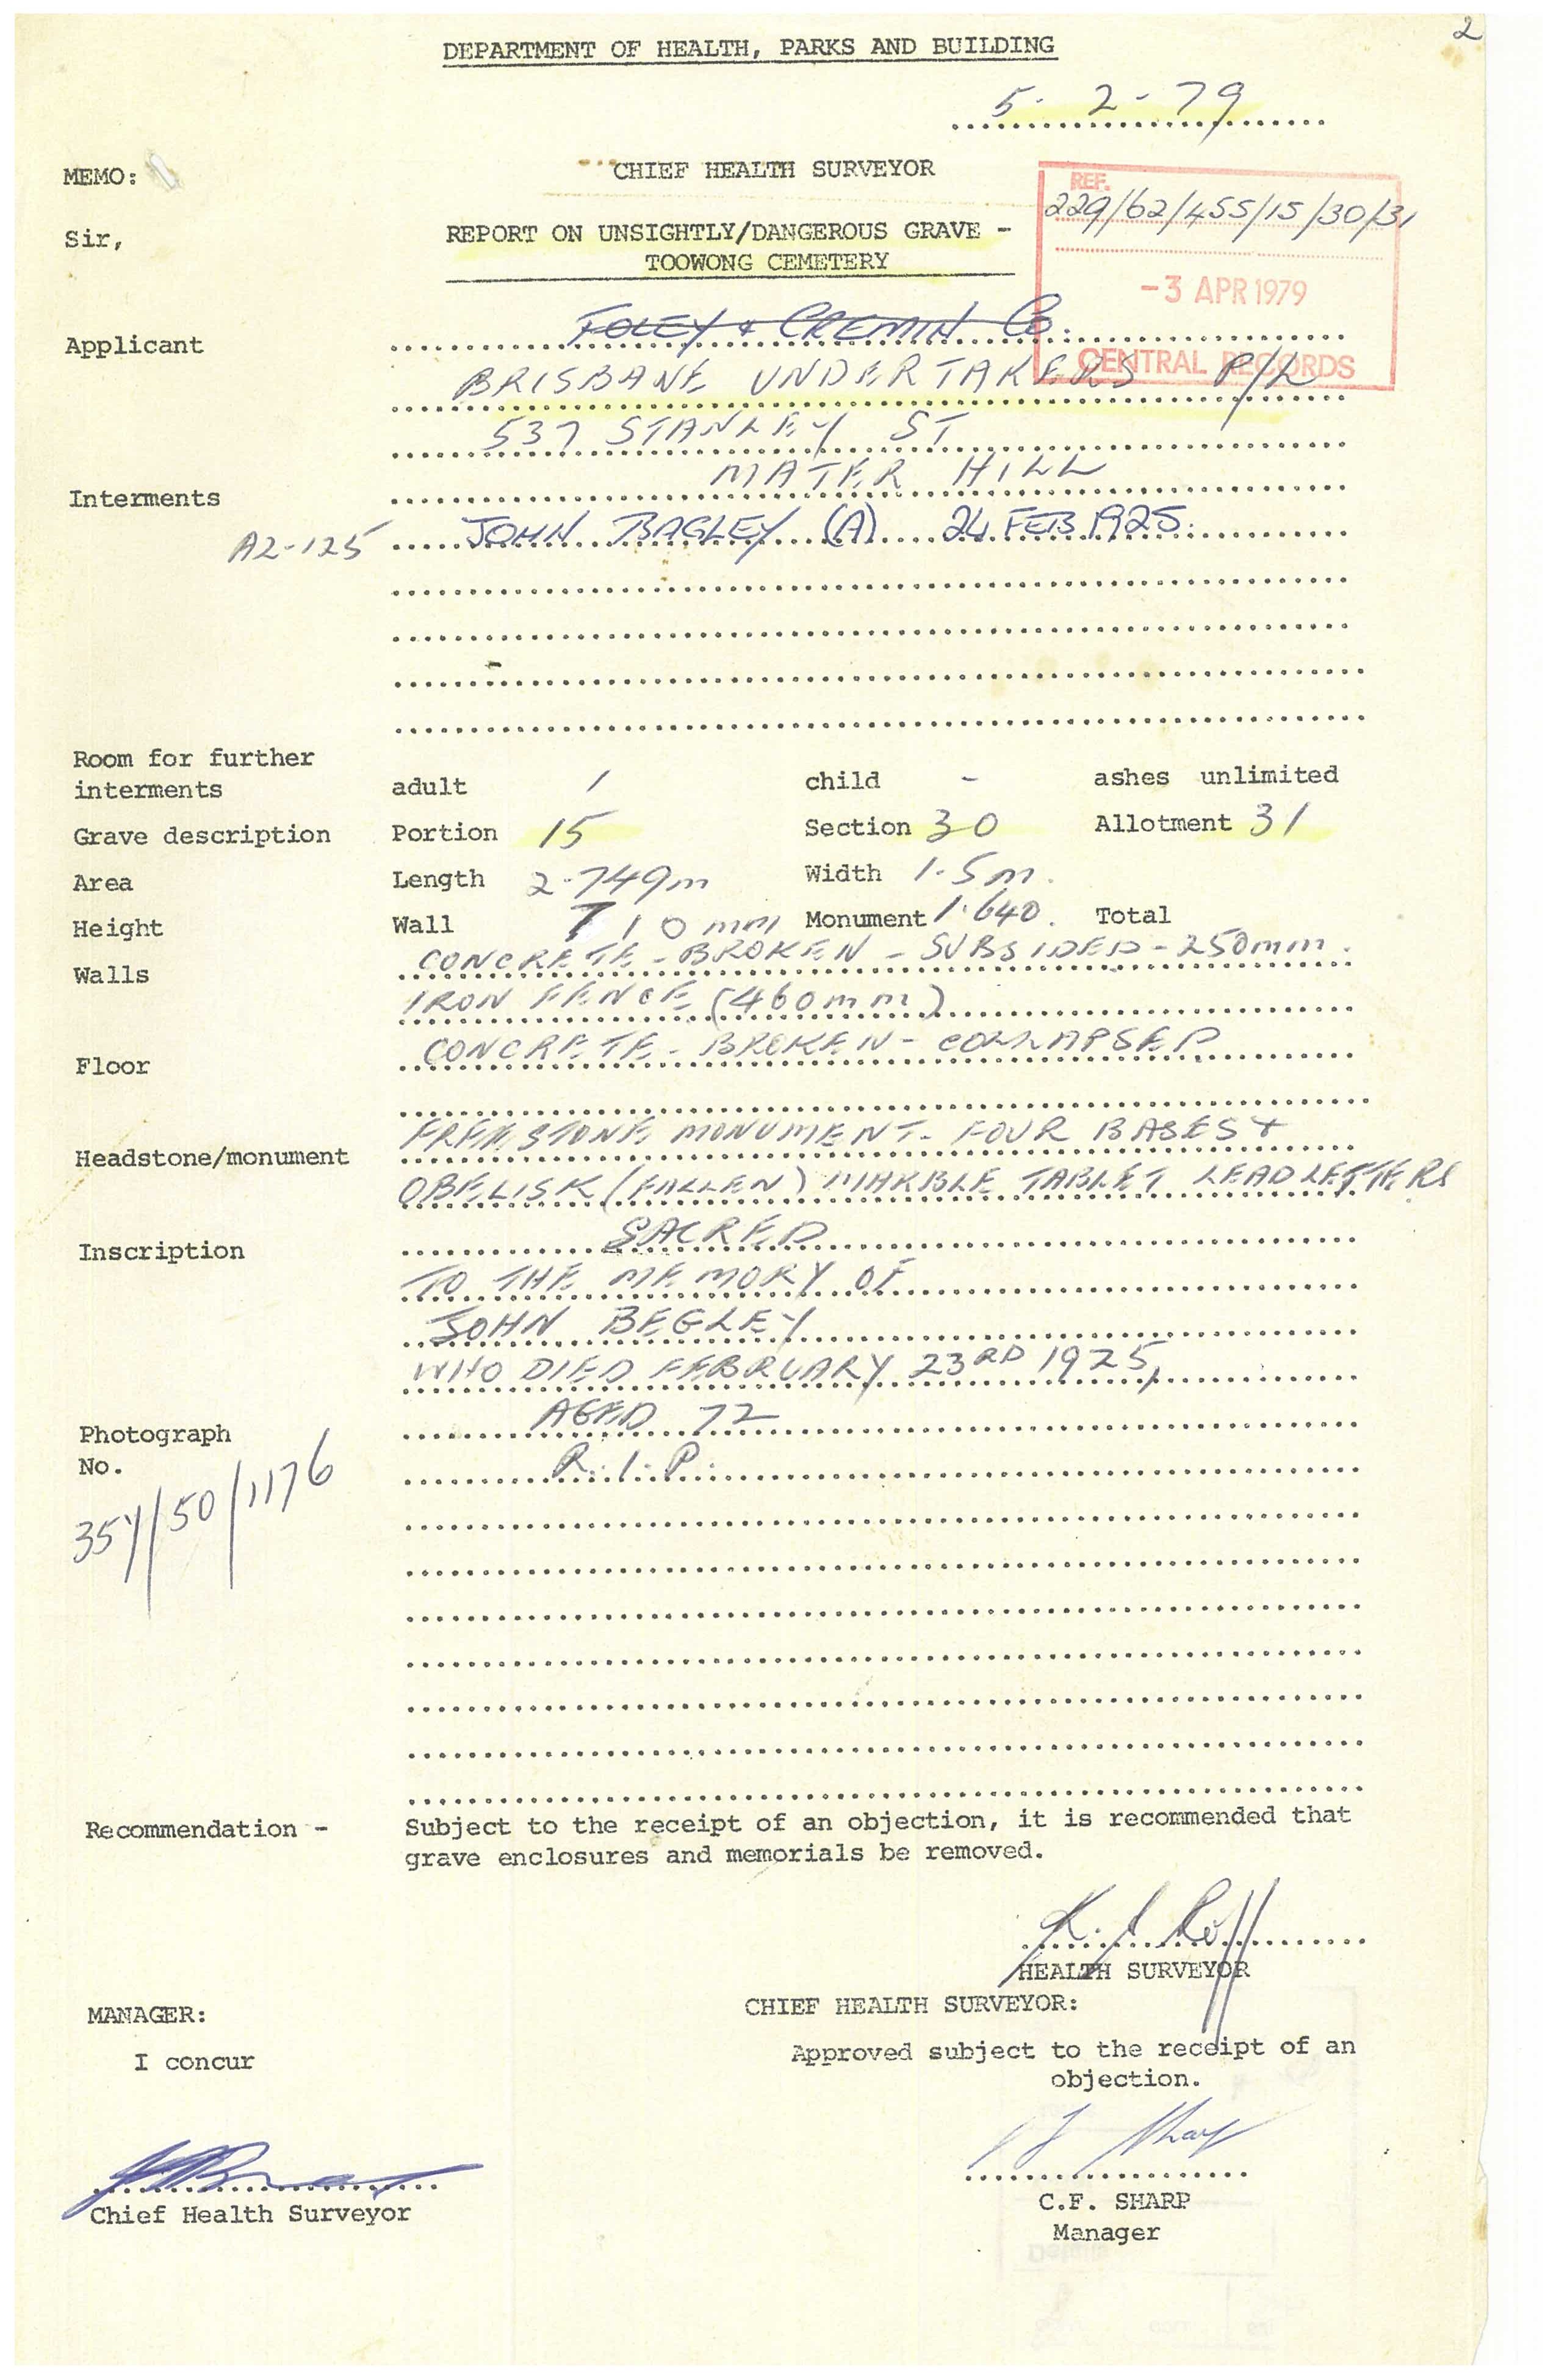 2
DEPARTMENT OF HEALTH, PARKS AND BUILDING
5-2-79
MEMO:
CHIEF HEALTH SURVEYOR
REF.
229/62/455/15/30/31
Sir,
REPORT ON UNSIGHTLY/DANGEROUS GRAVE -
TOOWONG CEMETERY
-3 APR 1979
CENTRAL RECORDS
Applicant
FOLEY + CREMIN Co.
BRISBANE UNDERTAKERS P/L
537 STANLEY ST
MATER HILL
Interments
A2-125 JOHN BAGLEY (A) 24 FEB 1925.
Room for further
interments adult 1 child - ashes unlimited
Grave description Portion 15 Section 30 Allotment 31
Area Length 2.749m Width 1.5m.
Height Wall 710mm Monument 1.640. Total
Walls CONCRETE - BROKEN - SUBSIDED - 250mm.
IRON FENCE (460mm)
Floor CONCRETE - BROKEN - COLLAPSED
Headstone/monument FREESTONE MONUMENT - FOUR BASES +
OBELISK (FALLEN) MARBLE TABLET LEAD LETTERS
Inscription SACRED
TO THE MEMORY OF
JOHN BEGLEY
WHO DIED FEBRUARY 23RD 1925,
AGED 72
R.I.P.
Photograph
No.
354/50/1176
Recommendation - Subject to the receipt of an objection, it is recommended that
grave enclosures and memorials be removed.
HEALTH SURVEYOR
MANAGER:
I concur
Chief Health Surveyor
CHIEF HEALTH SURVEYOR:
Approved subject to the receipt of an
objection.
C.F. SHARP
Manager